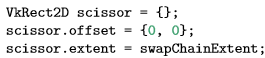 VkRect2D scissor = {};
scissor.offset = {0, 0};
scissor.extent = swapChainExtent;